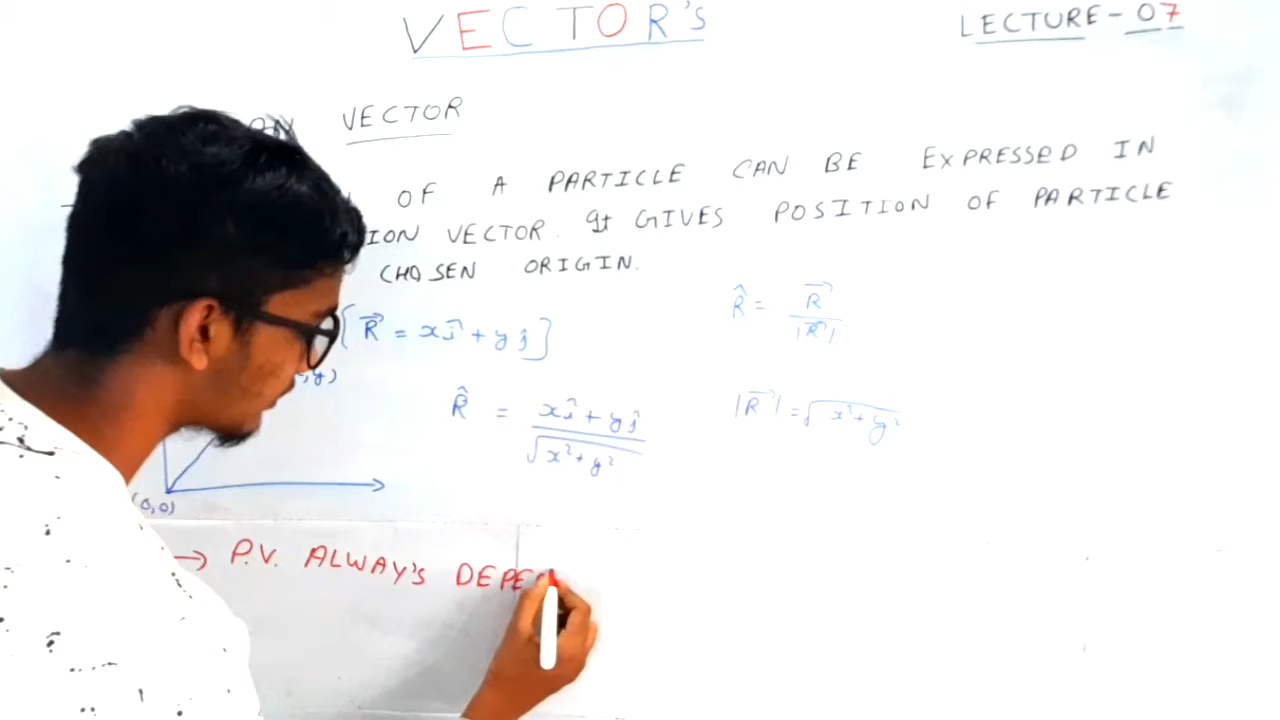 VECTOR'S
LECTURE-07
VECTOR
OF A PARTICLE CAN BE EXPRESSED IN
ION VECTOR. It GIVES POSITION OF PARTICLE
CHOSEN ORIGIN.
R̂ = R⃗ / |R⃗|
[R⃗ = xî + yĵ]
,y)
R̂ = xî + yĵ / √x²+y²
|R⃗| = √x²+y²
(0,0)
→ P.V. ALWAY'S DEPE